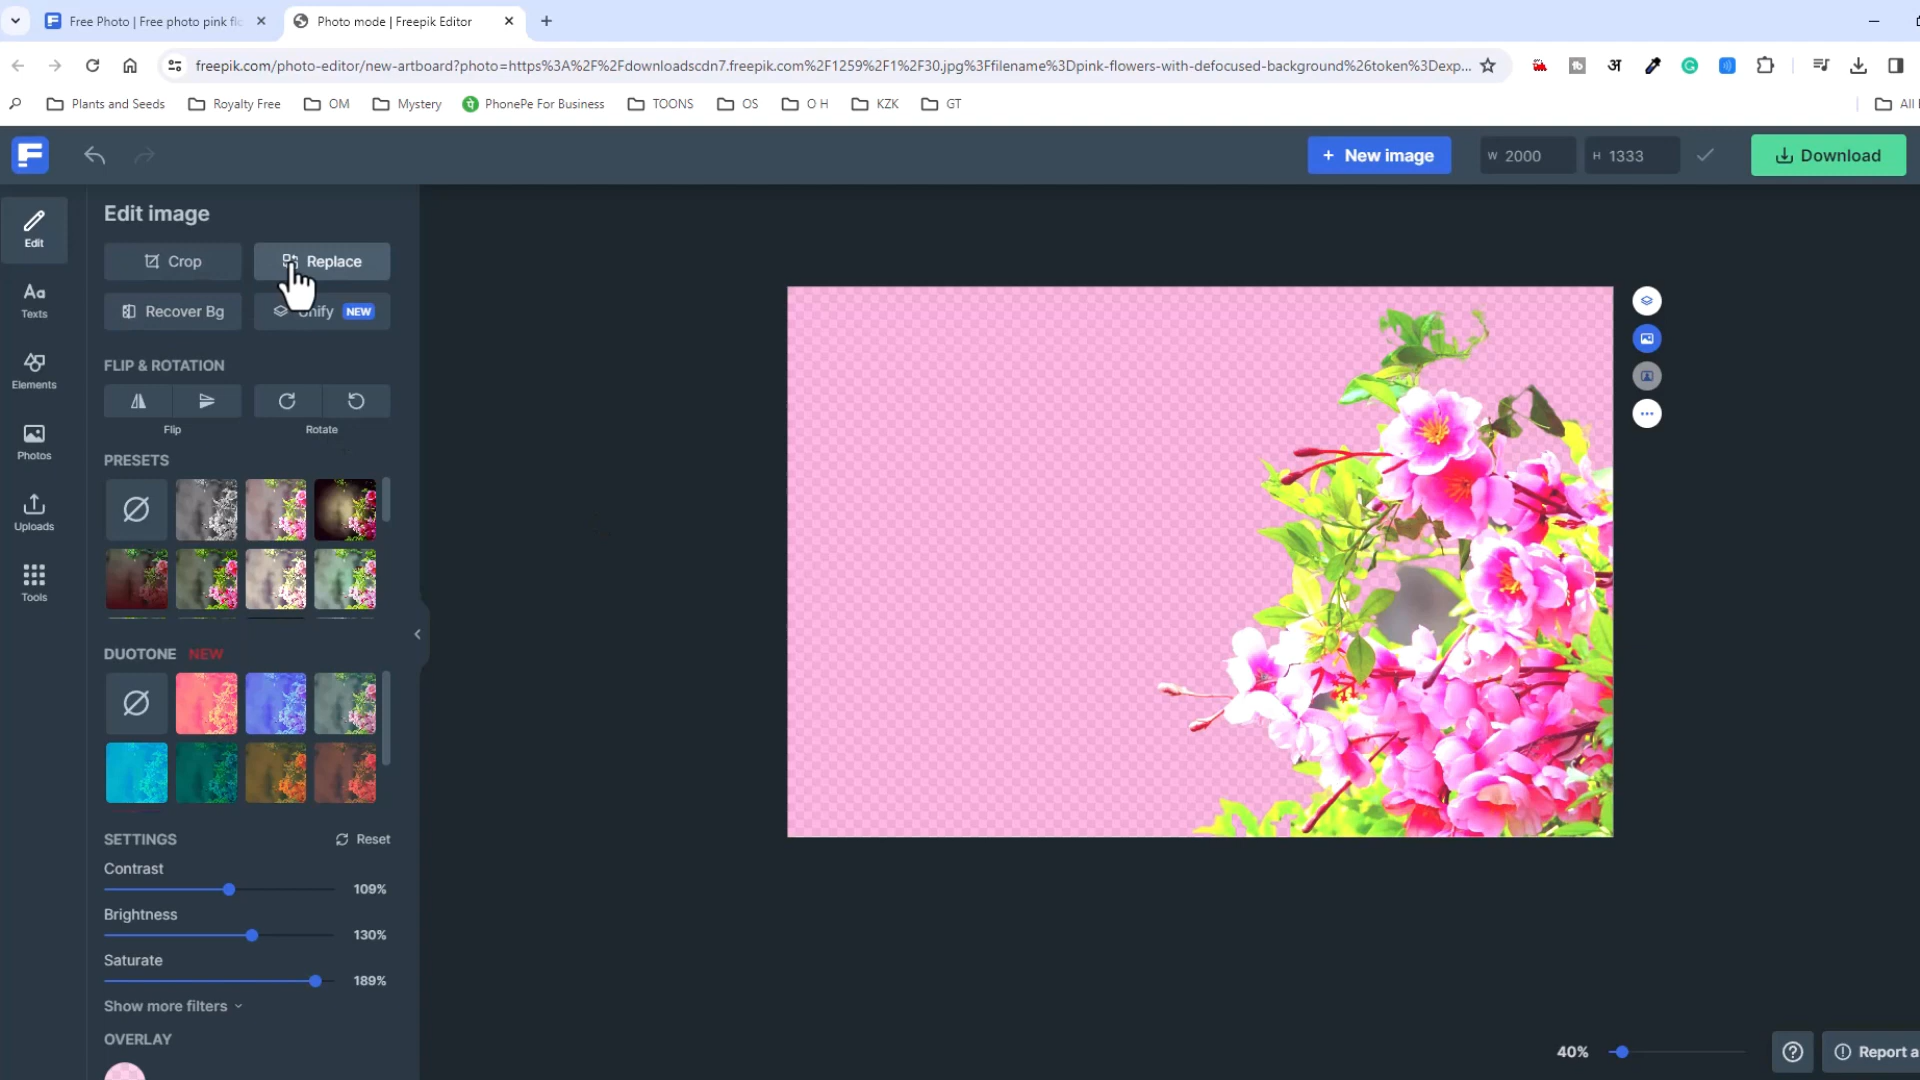 Free Photo | Free photo pink fl
Photo mode | Freepik Editor
freepik.com/photo-editor/new-artboard?photo=https%3A%2F%2Fdownloadscdn7.freepik.com%2F1259%2F1%2F30.jpg%3Ffilename%3Dpink-flowers-with-defocused-background%26token%3Dexp...
अ
Plants and Seeds
Royalty Free
OM
Mystery
PhonePe For Business
TOONS
OS
O H
KZK
GT
All
+ New image
W 2000
H 1333
Download
Edit
Texts
Elements
Photos
Uploads
Tools
Edit image
Crop
Replace
Recover Bg
NEW
FLIP & ROTATION
Flip
Rotate
PRESETS
DUOTONE NEW
SETTINGS
Reset
Contrast
109%
Brightness
130%
Saturate
189%
Show more filters
OVERLAY
40%
Report a